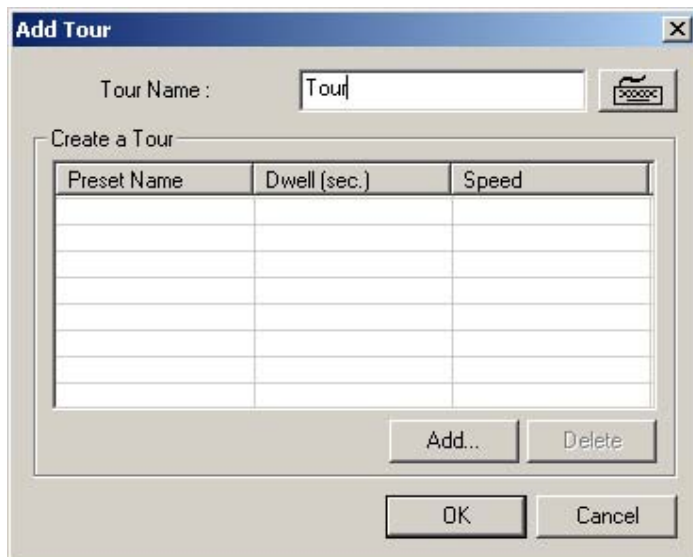 Add Tour
Tour Name :
Tour
Create a Tour
Preset Name Dwell (sec.) Speed
Add... Delete
OK Cancel